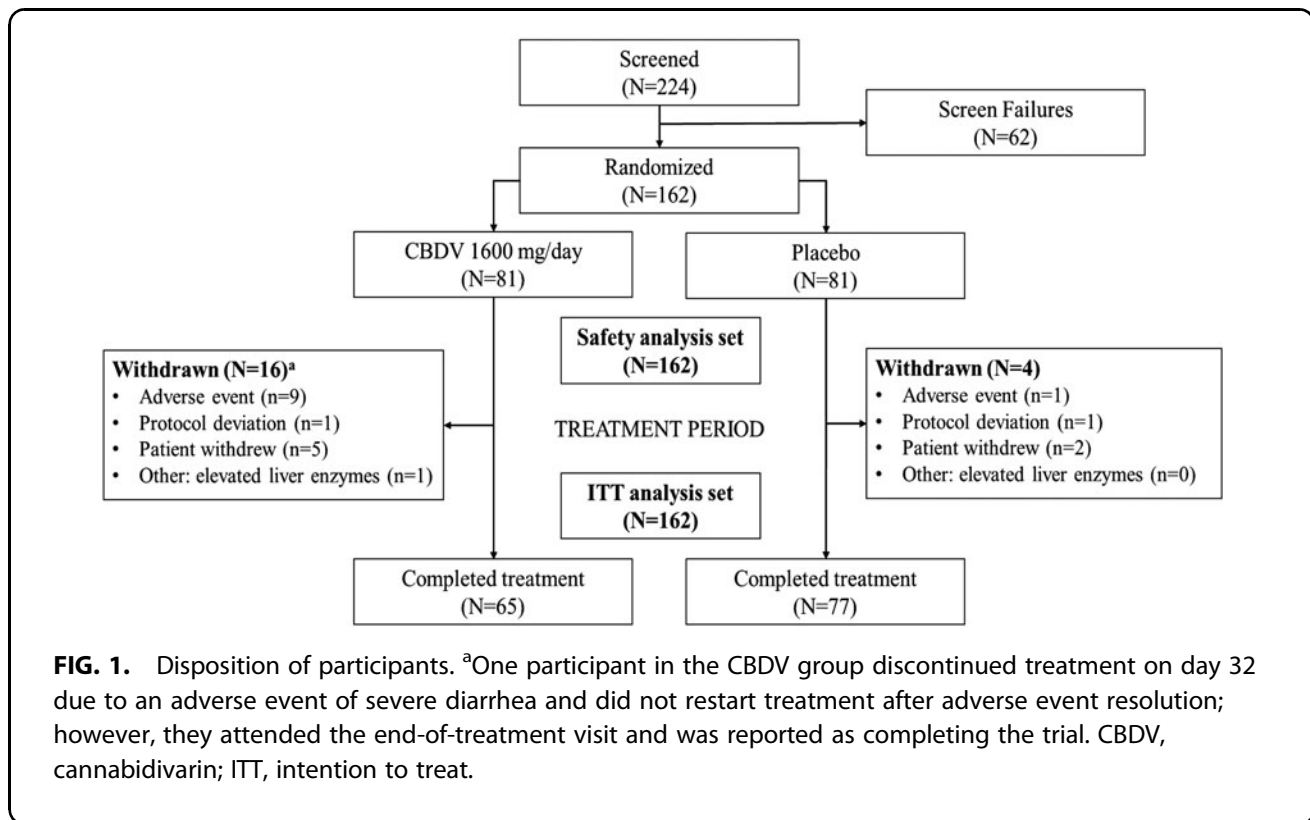 Screened
(N=224)
Screen Failures
(N=62)
Randomized
(N=162)
CBDV 1600 mg/day
(N=81)
Placebo
(N=81)
Safety analysis set
(N=162)
Withdrawn (N=16)ᵃ
• Adverse event (n=9)
• Protocol deviation (n=1)
• Patient withdrew (n=5)
• Other: elevated liver enzymes (n=1)
TREATMENT PERIOD
Withdrawn (N=4)
• Adverse event (n=1)
• Protocol deviation (n=1)
• Patient withdrew (n=2)
• Other: elevated liver enzymes (n=0)
ITT analysis set
(N=162)
Completed treatment
(N=65)
Completed treatment
(N=77)
FIG. 1. Disposition of participants. ᵃOne participant in the CBDV group discontinued treatment on day 32
due to an adverse event of severe diarrhea and did not restart treatment after adverse event resolution;
however, they attended the end-of-treatment visit and was reported as completing the trial. CBDV,
cannabidivarin; ITT, intention to treat.